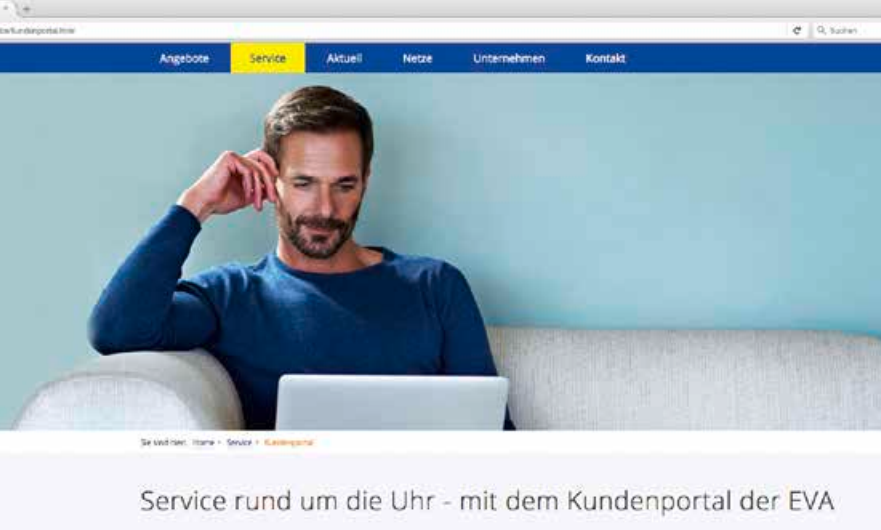 Suchen
Angebote Service Aktuell Netze Unternehmen Kontakt
Sie sind hier: Home › Service › Kundenportal
Service rund um die Uhr - mit dem Kundenportal der EVA